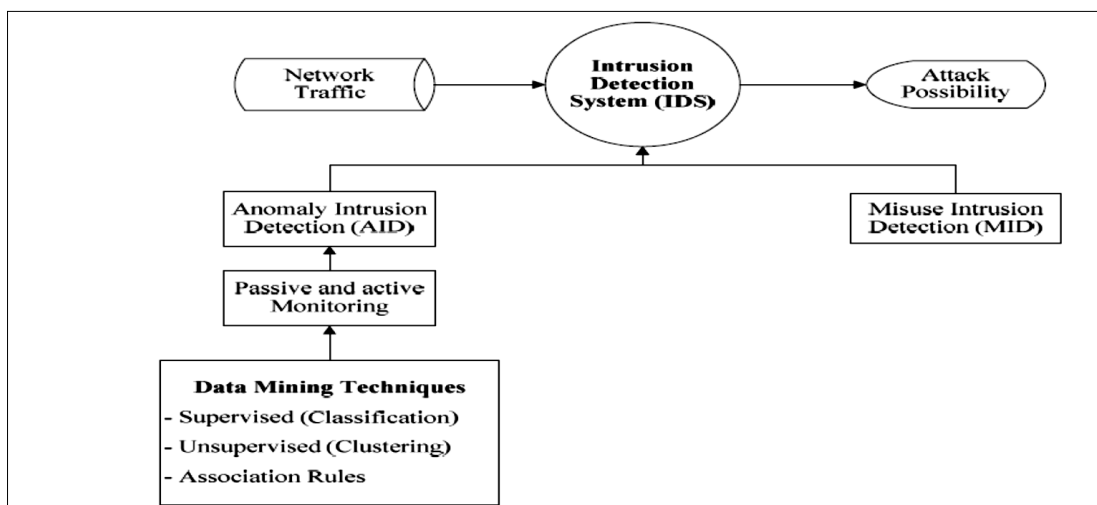 Network
Traffic
Intrusion
Detection
System (IDS)
Attack
Possibility
Anomaly Intrusion
Detection (AID)
Misuse Intrusion
Detection (MID)
Passive and active
Monitoring
Data Mining Techniques
- Supervised (Classification)
- Unsupervised (Clustering)
- Association Rules